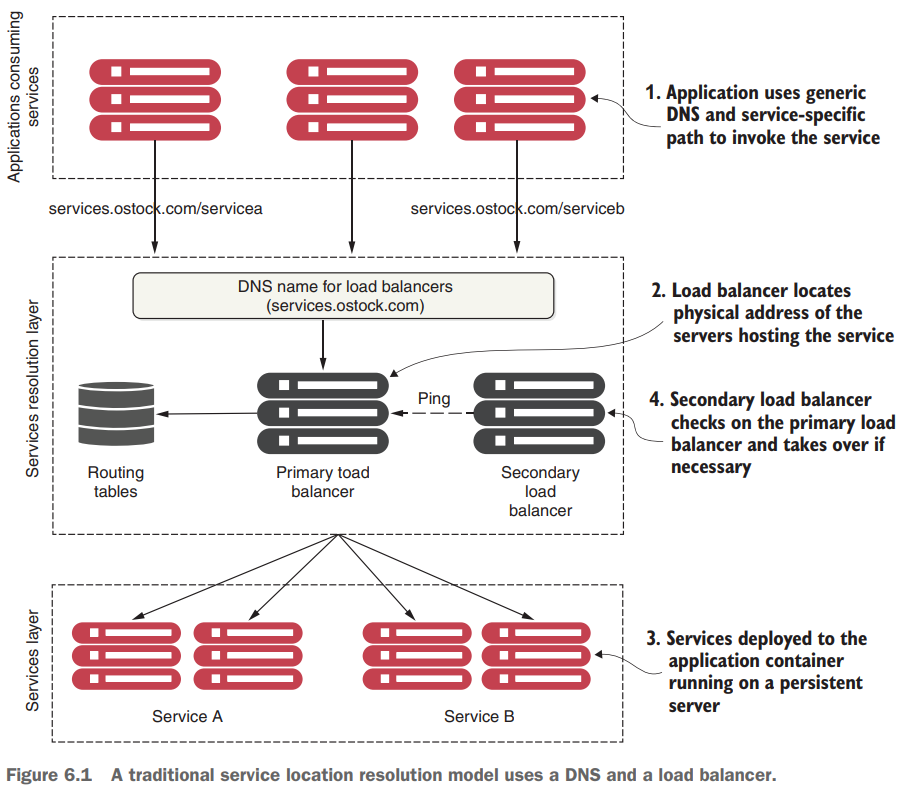 Applications consuming
services
1. Application uses generic
DNS and service-specific
path to invoke the service
services.ostock.com/servicea
services.ostock.com/serviceb
Services resolution layer
DNS name for load balancers
(services.ostock.com)
2. Load balancer locates
physical address of the
servers hosting the service
Ping
4. Secondary load balancer
checks on the primary load
balancer and takes over if
necessary
Routing
tables
Primary toad
balancer
Secondary
load
balancer
Services layer
3. Services deployed to the
application container
running on a persistent
server
Service A
Service B
Figure 6.1 A traditional service location resolution model uses a DNS and a load balancer.